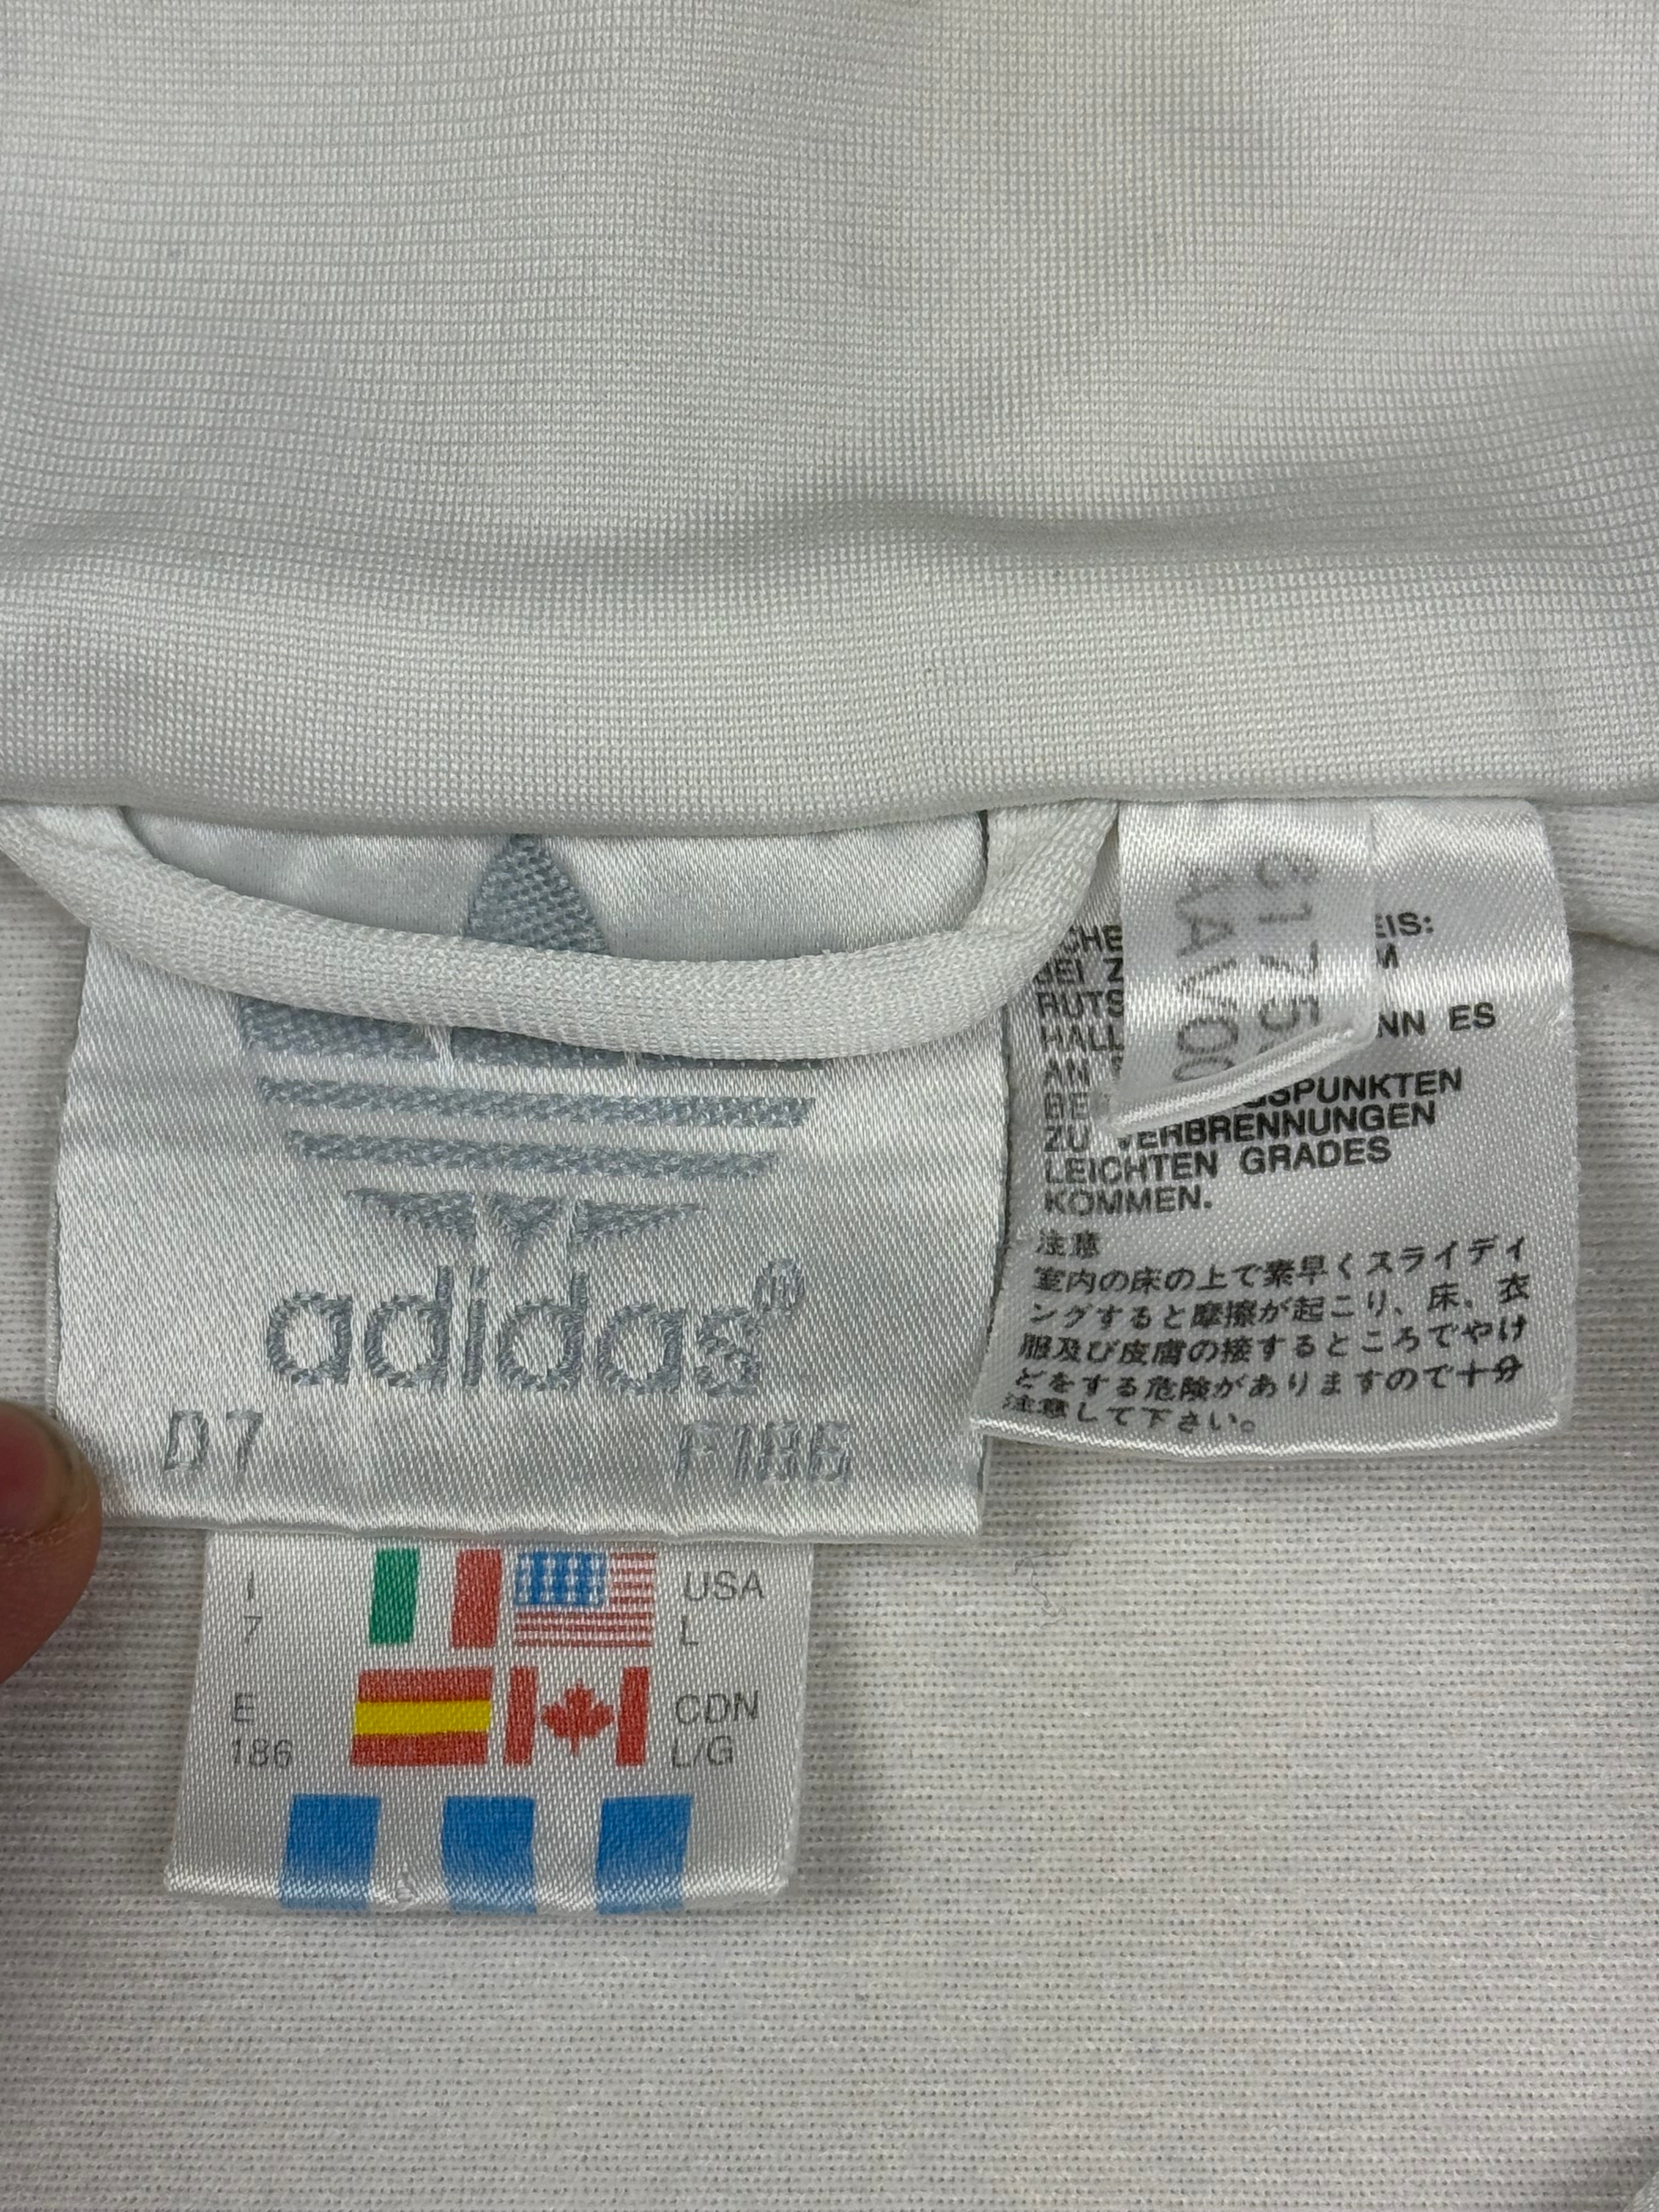 adidas®
D7 F186
I USA
7 L
E CDN
186 L/G
EIS:
BEI Z M
RUTS
HALL NN ES
AN
BE GSPUNKTEN
ZU VERBRENNUNGEN
LEICHTEN GRADES
KOMMEN.
注意
室内の床の上で素早くスライディ
ングすると摩擦が起こり、床、衣
服及び皮膚の接するところでやけ
どをする危険がありますので十分
注意して下さい。